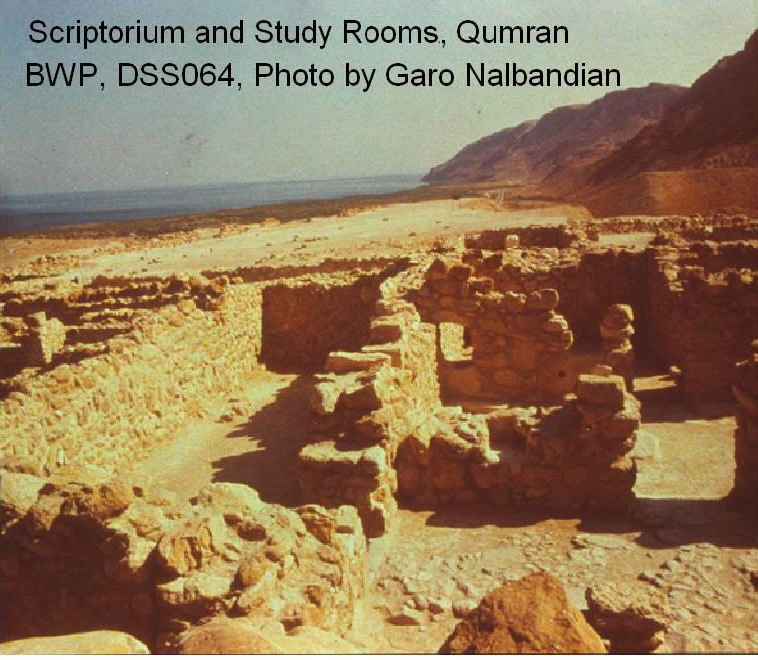 Scriptorium and Study Rooms, Qumran
BWP, DSS064, Photo by Garo Nalbandian